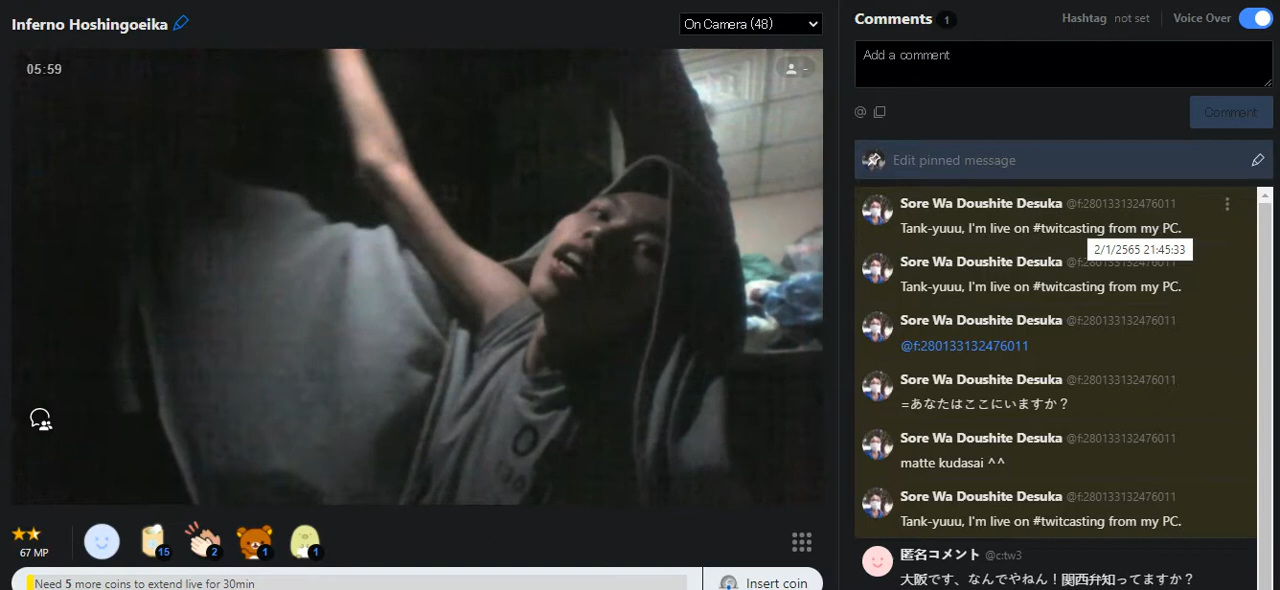 Inferno Hoshingoeika
On Camera (48)
05:59
-
67 MP
15
2
1
1
Need 5 more coins to extend live for 30min
Insert coin
Comments 1
Hashtag not set
Voice Over
Add a comment
@
Comment
Edit pinned message
Sore Wa Doushite Desuka @f:280133132476011
Tank-yuuu, I'm live on #twitcasting from my PC.
2/1/2565 21:45:33
Sore Wa Doushite Desuka @f:280133132476011
Tank-yuuu, I'm live on #twitcasting from my PC.
Sore Wa Doushite Desuka @f:280133132476011
@f:280133132476011
Sore Wa Doushite Desuka @f:280133132476011
=あなたはここにいますか？
Sore Wa Doushite Desuka @f:280133132476011
matte kudasai ^^
Sore Wa Doushite Desuka @f:280133132476011
Tank-yuuu, I'm live on #twitcasting from my PC.
匿名コメント @c:tw3
大阪です、なんでやねん！関西弁知ってますか？